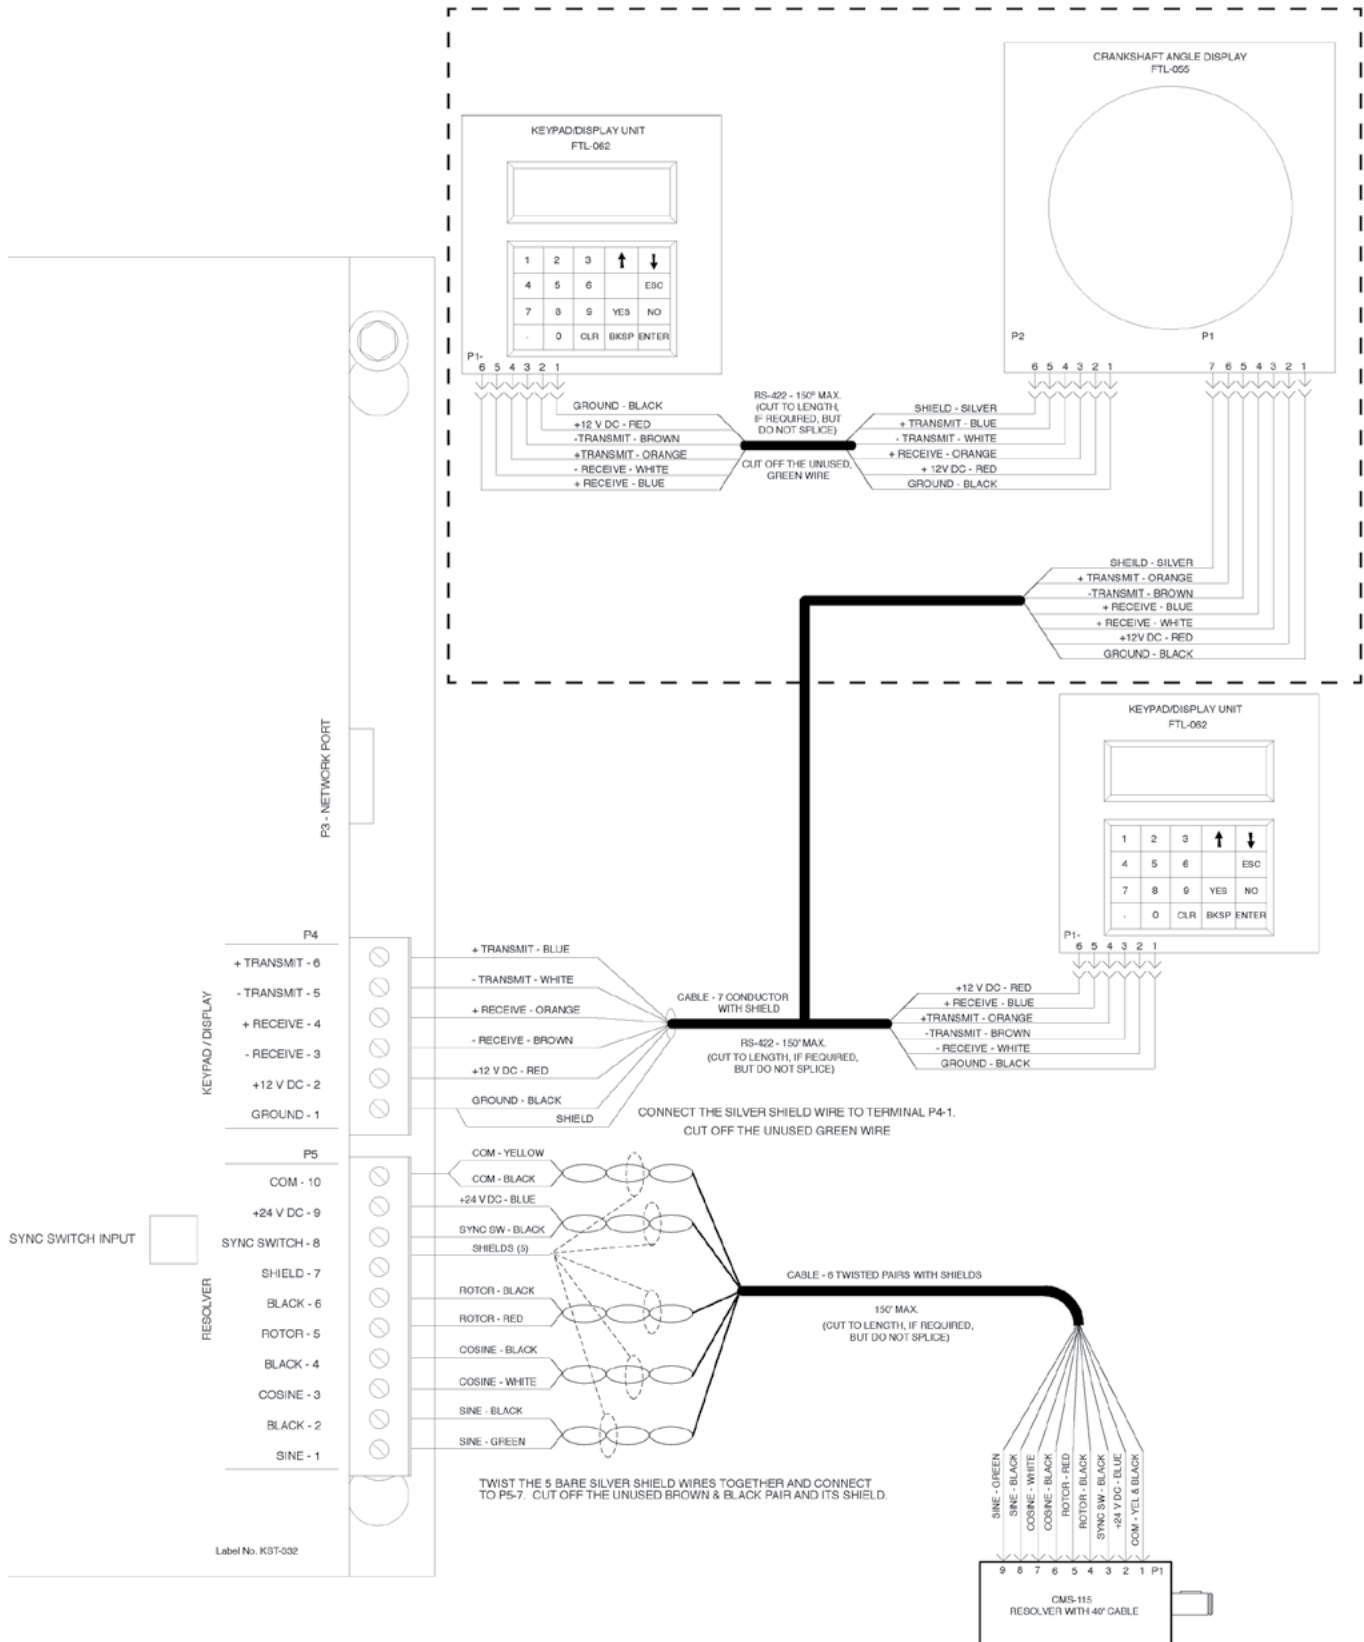 CRANKSHAFT ANGLE DISPLAY
FTL-055
P2
P1
6 5 4 3 2 1
7 6 5 4 3 2 1
KEYPAD/DISPLAY UNIT
FTL-062
1 2 3
4 5 6 ESC
7 8 9 YES NO
. 0 CLR BKSP ENTER
P1-
6 5 4 3 2 1
GROUND - BLACK
+12 V DC - RED
-TRANSMIT - BROWN
+TRANSMIT - ORANGE
- RECEIVE - WHITE
+ RECEIVE - BLUE
RS-422 - 150" MAX.
(CUT TO LENGTH,
IF REQUIRED, BUT
DO NOT SPLICE)
CUT OFF THE UNUSED,
GREEN WIRE
SHIELD - SILVER
+ TRANSMIT - BLUE
- TRANSMIT - WHITE
+ RECEIVE - ORANGE
+ 12V DC - RED
GROUND - BLACK
SHEILD - SILVER
+ TRANSMIT - ORANGE
-TRANSMIT - BROWN
+ RECEIVE - BLUE
+ RECEIVE - WHITE
+12V DC - RED
GROUND - BLACK
KEYPAD/DISPLAY UNIT
FTL-062
1 2 3
4 5 6 ESC
7 8 9 YES NO
. 0 CLR BKSP ENTER
P1-
6 5 4 3 2 1
+12 V DC - RED
+ RECEIVE - BLUE
+TRANSMIT - ORANGE
-TRANSMIT - BROWN
- RECEIVE - WHITE
GROUND - BLACK
P3 - NETWORK PORT
KEYPAD / DISPLAY
P4
+ TRANSMIT - 6
- TRANSMIT - 5
+ RECEIVE - 4
- RECEIVE - 3
+12 V DC - 2
GROUND - 1
+ TRANSMIT - BLUE
- TRANSMIT - WHITE
+ RECEIVE - ORANGE
- RECEIVE - BROWN
+12 V DC - RED
GROUND - BLACK
SHIELD
CABLE - 7 CONDUCTOR
WITH SHIELD
RS-422 - 150' MAX.
(CUT TO LENGTH, IF REQUIRED,
BUT DO NOT SPLICE)
CONNECT THE SILVER SHIELD WIRE TO TERMINAL P4-1.
CUT OFF THE UNUSED GREEN WIRE
SYNC SWITCH INPUT
RESOLVER
P5
COM - 10
+24 V DC - 9
SYNC SWITCH - 8
SHIELD - 7
BLACK - 6
ROTOR - 5
BLACK - 4
COSINE - 3
BLACK - 2
SINE - 1
COM - YELLOW
COM - BLACK
+24 V DC - BLUE
SYNC SW - BLACK
SHIELDS (5)
ROTOR - BLACK
ROTOR - RED
COSINE - BLACK
COSINE - WHITE
SINE - BLACK
SINE - GREEN
CABLE - 6 TWISTED PAIRS WITH SHIELDS
150' MAX.
(CUT TO LENGTH, IF REQUIRED,
BUT DO NOT SPLICE)
TWIST THE 5 BARE SILVER SHIELD WIRES TOGETHER AND CONNECT
TO P5-7. CUT OFF THE UNUSED BROWN & BLACK PAIR AND ITS SHIELD.
SINE - GREEN
SINE - BLACK
COSINE - WHITE
COSINE - BLACK
ROTOR - RED
ROTOR - BLACK
SYNC SW - BLACK
+24 V DC - BLUE
COM - YEL & BLACK
9 8 7 6 5 4 3 2 1 P1
CMS-115
RESOLVER WITH 40' CABLE
Label No. KST-332